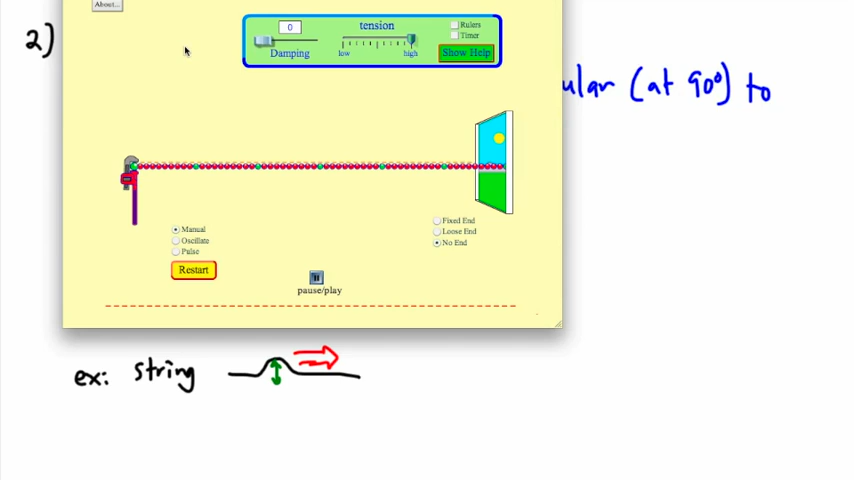 About...
2)
0
tension
Rulers
Timer
Damping
low
high
Show Help
ular (at 90°) to
Manual
Oscillate
Pulse
Restart
Fixed End
Loose End
No End
pause/play
ex: string